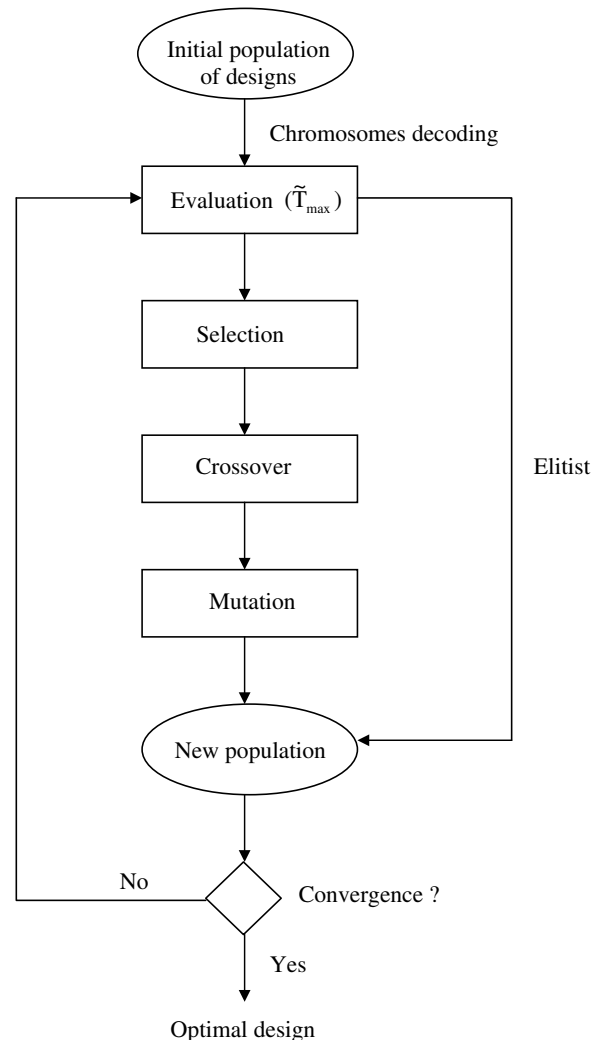 Initial population
of designs
Chromosomes decoding
Evaluation (T̃max)
Selection
Crossover
Elitist
Mutation
New population
No
Convergence ?
Yes
Optimal design